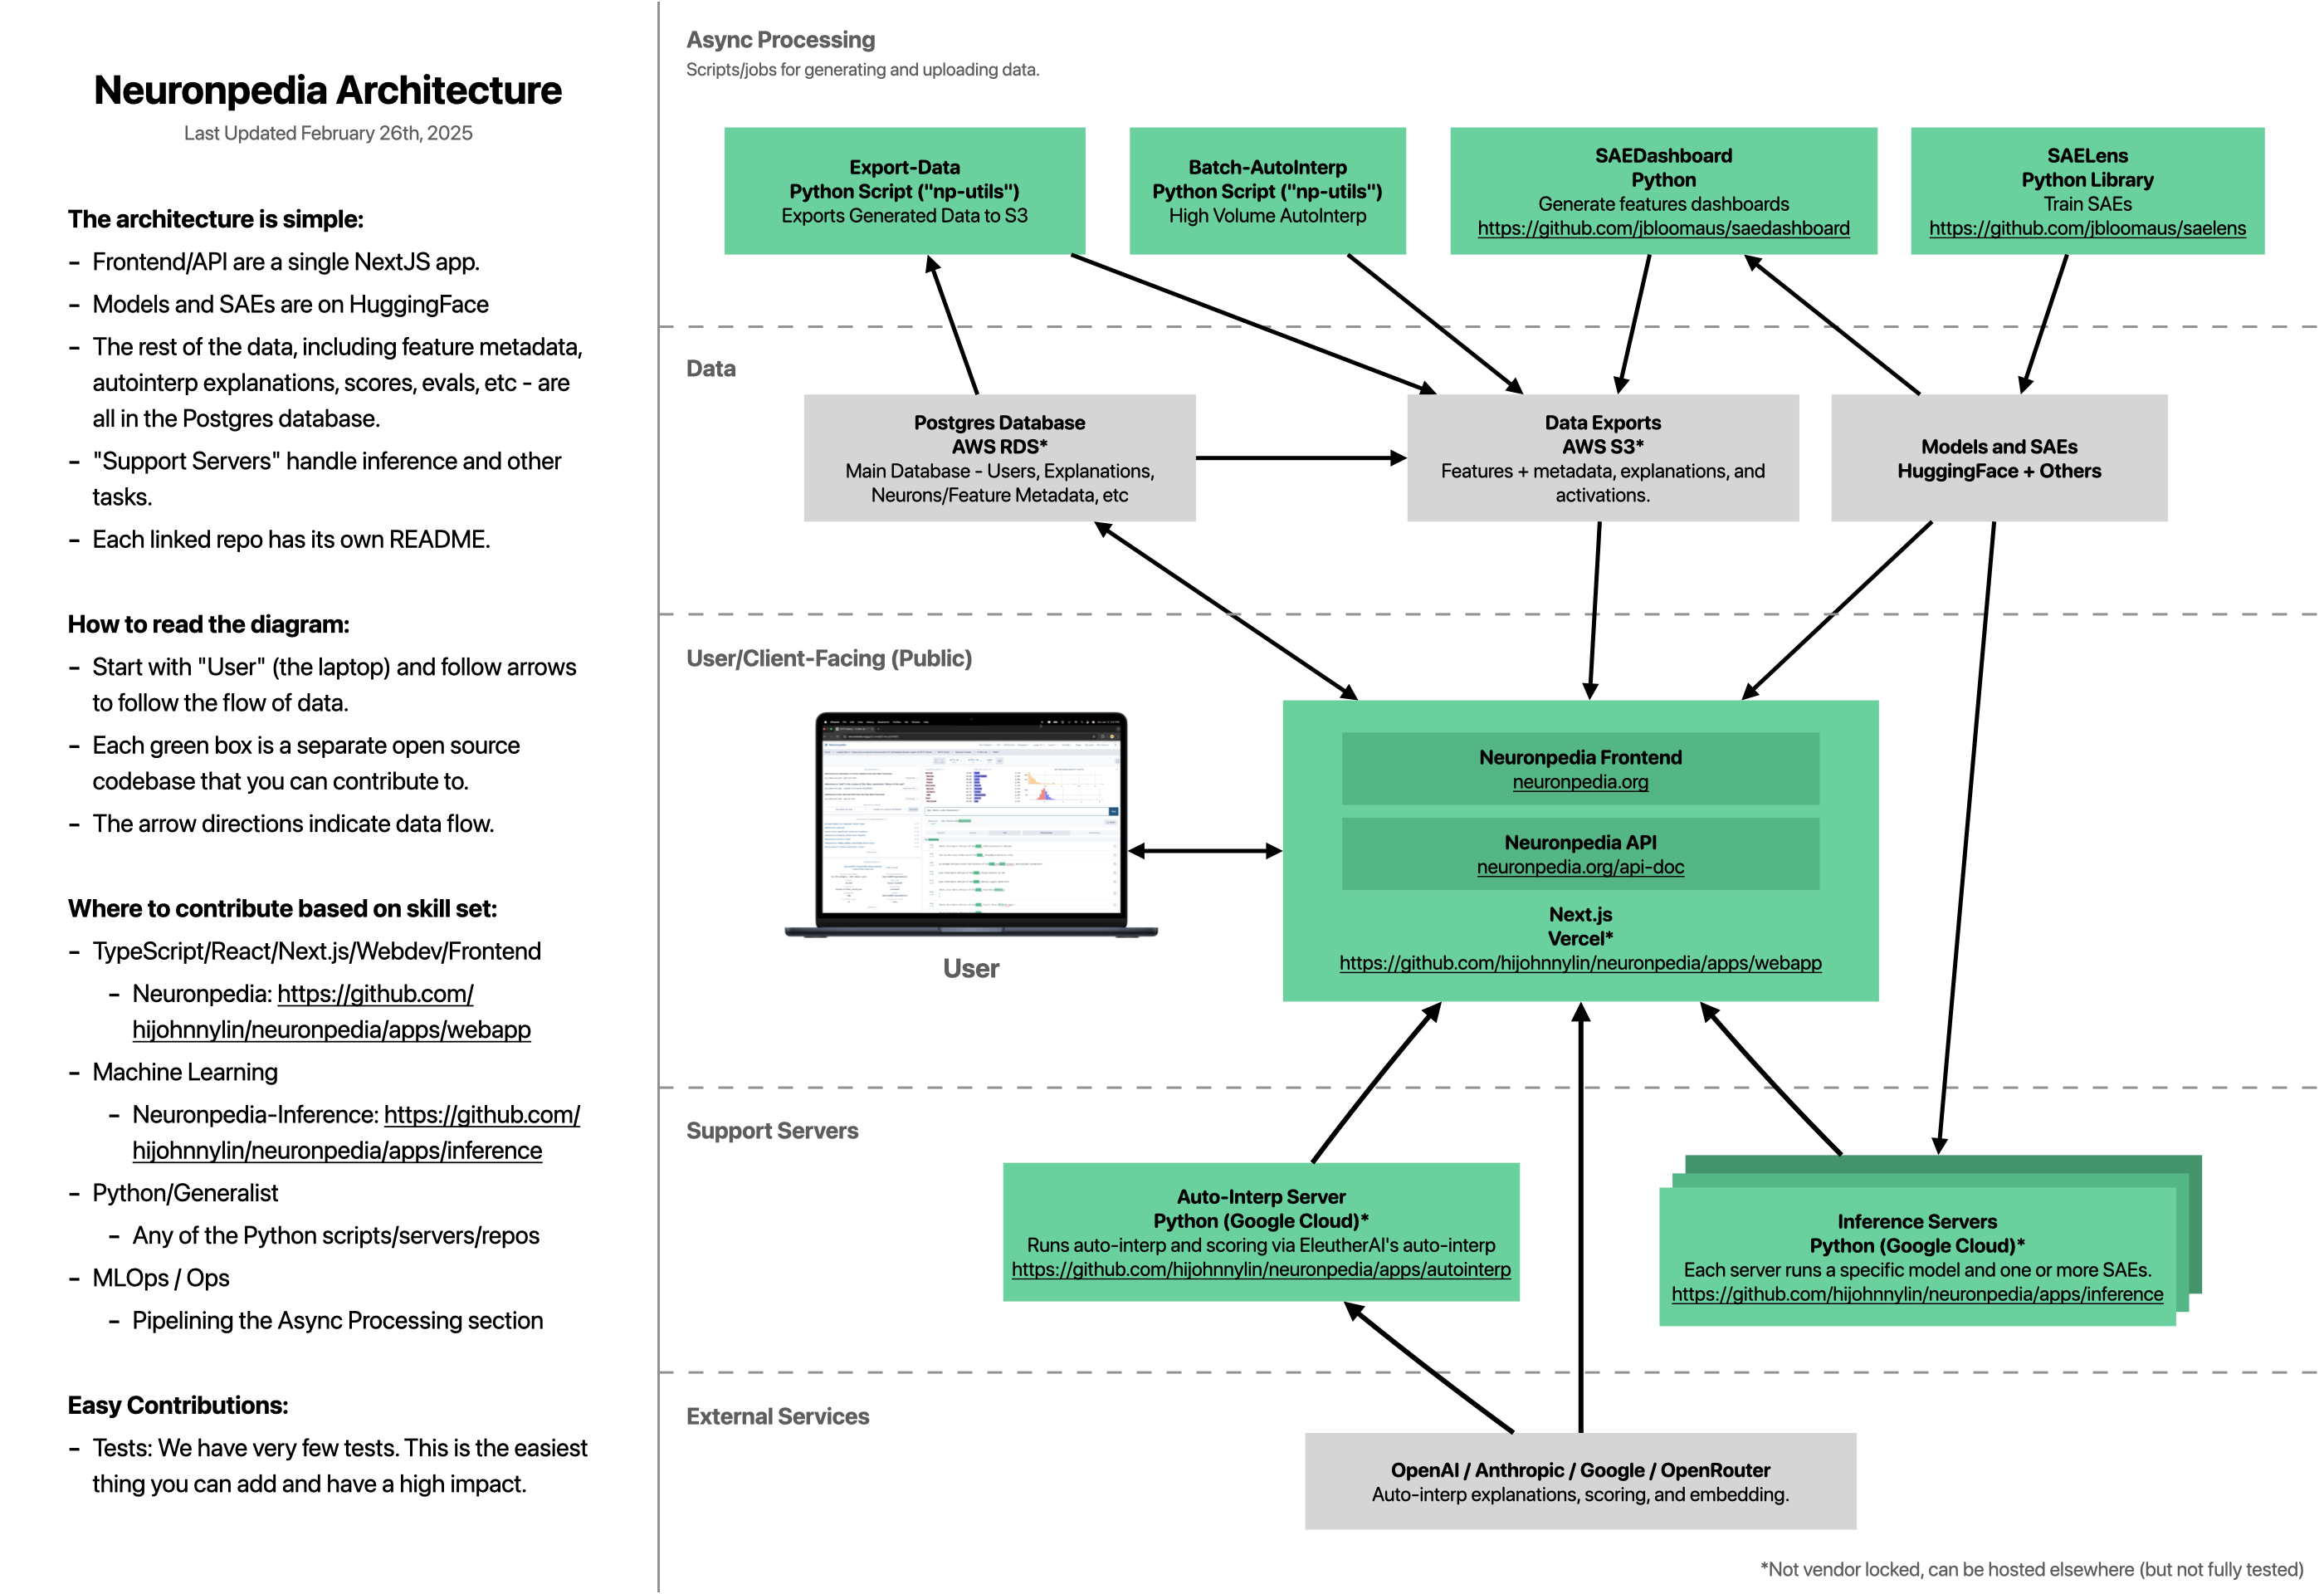 Neuronpedia Architecture
Last Updated February 26th, 2025
The architecture is simple:
- Frontend/API are a single NextJS app.
- Models and SAEs are on HuggingFace
- The rest of the data, including feature metadata,
autointerp explanations, scores, evals, etc - are
all in the Postgres database.
- "Support Servers" handle inference and other
tasks.
- Each linked repo has its own README.
How to read the diagram:
- Start with "User" (the laptop) and follow arrows
to follow the flow of data.
- Each green box is a separate open source
codebase that you can contribute to.
- The arrow directions indicate data flow.
Where to contribute based on skill set:
- TypeScript/React/Next.js/Webdev/Frontend
- Neuronpedia: https://github.com/
hijohnnylin/neuronpedia/apps/webapp
- Machine Learning
- Neuronpedia-Inference: https://github.com/
hijohnnylin/neuronpedia/apps/inference
- Python/Generalist
- Any of the Python scripts/servers/repos
- MLOps / Ops
- Pipelining the Async Processing section
Easy Contributions:
- Tests: We have very few tests. This is the easiest
thing you can add and have a high impact.
Async Processing
Scripts/jobs for generating and uploading data.
Export-Data
Python Script ("np-utils")
Exports Generated Data to S3
Batch-AutoInterp
Python Script ("np-utils")
High Volume AutoInterp
SAEDashboard
Python
Generate features dashboards
https://github.com/jbloomaus/saedashboard
SAELens
Python Library
Train SAEs
https://github.com/jbloomaus/saelens
Data
Postgres Database
AWS RDS*
Main Database - Users, Explanations,
Neurons/Feature Metadata, etc
Data Exports
AWS S3*
Features + metadata, explanations, and
activations.
Models and SAEs
HuggingFace + Others
User/Client-Facing (Public)
User
Neuronpedia Frontend
neuronpedia.org
Neuronpedia API
neuronpedia.org/api-doc
Next.js
Vercel*
https://github.com/hijohnnylin/neuronpedia/apps/webapp
Support Servers
Auto-Interp Server
Python (Google Cloud)*
Runs auto-interp and scoring via EleutherAI's auto-interp
https://github.com/hijohnnylin/neuronpedia/apps/autointerp
Inference Servers
Python (Google Cloud)*
Each server runs a specific model and one or more SAEs.
https://github.com/hijohnnylin/neuronpedia/apps/inference
External Services
OpenAI / Anthropic / Google / OpenRouter
Auto-interp explanations, scoring, and embedding.
*Not vendor locked, can be hosted elsewhere (but not fully tested)